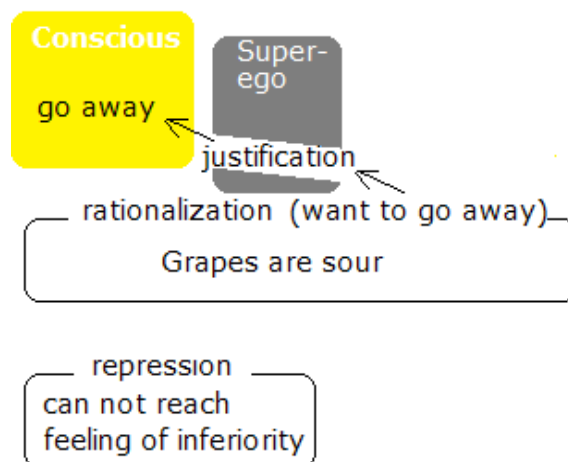 Conscious
Super-
ego
go away
justification
rationalization (want to go away)
Grapes are sour
repression
can not reach
feeling of inferiority